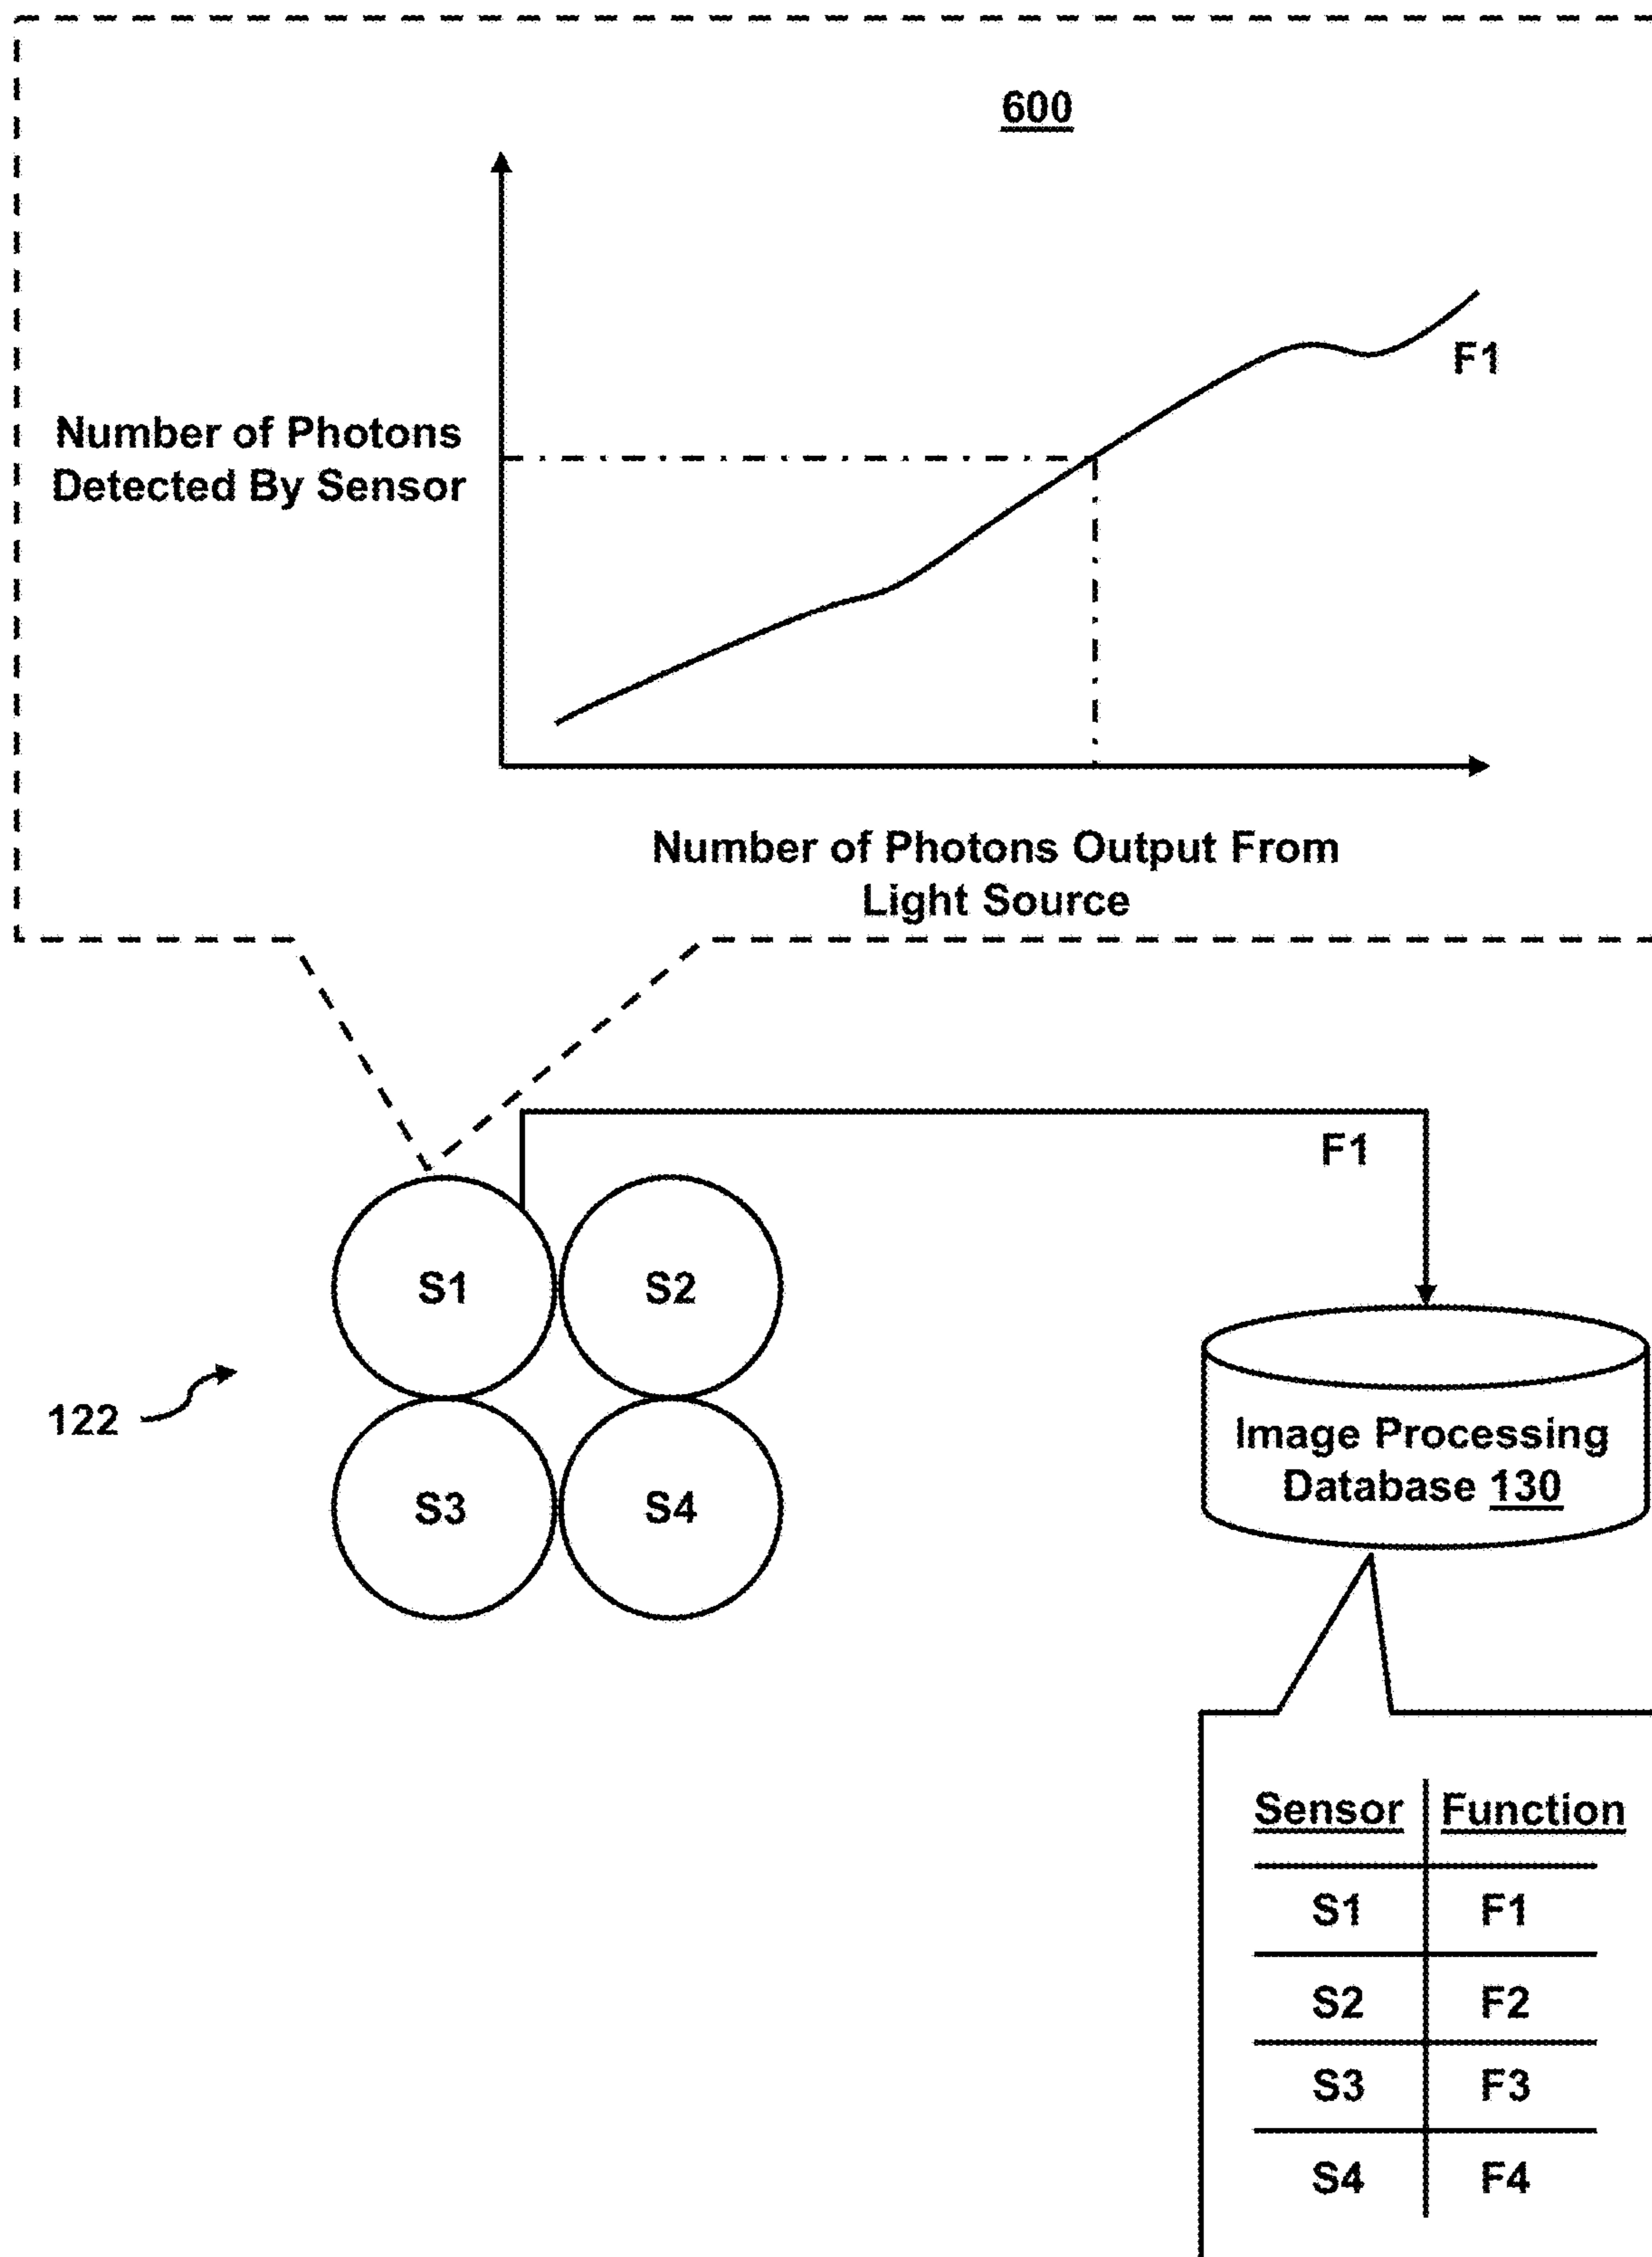 600
F1
Number of Photons
Detected By Sensor
Number of Photons Output From
Light Source
F1
S1
S2
122
S3
S4
Image Processing
Database 130
Sensor Function
S1 F1
S2 F2
S3 F3
S4 F4